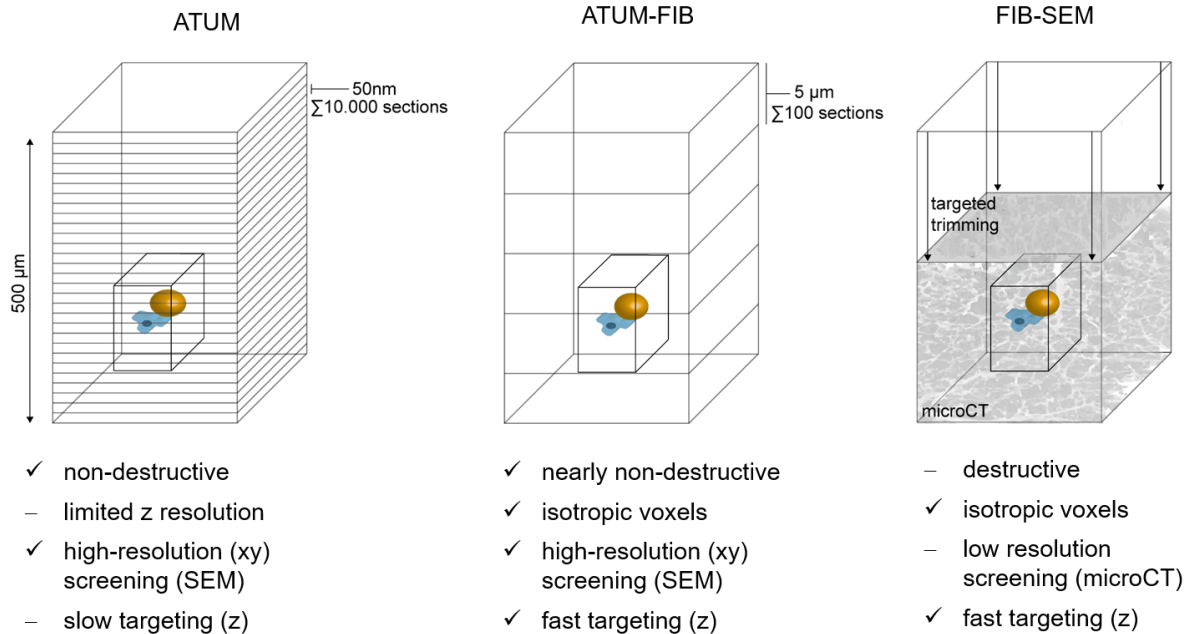 ATUM
ATUM-FIB
FIB-SEM
50nm
∑10.000 sections
5 µm
∑100 sections
500 µm
targeted
trimming
microCT
✓ non-destructive
– limited z resolution
✓ high-resolution (xy)
screening (SEM)
– slow targeting (z)
✓ nearly non-destructive
✓ isotropic voxels
✓ high-resolution (xy)
screening (SEM)
✓ fast targeting (z)
– destructive
✓ isotropic voxels
– low resolution
screening (microCT)
✓ fast targeting (z)